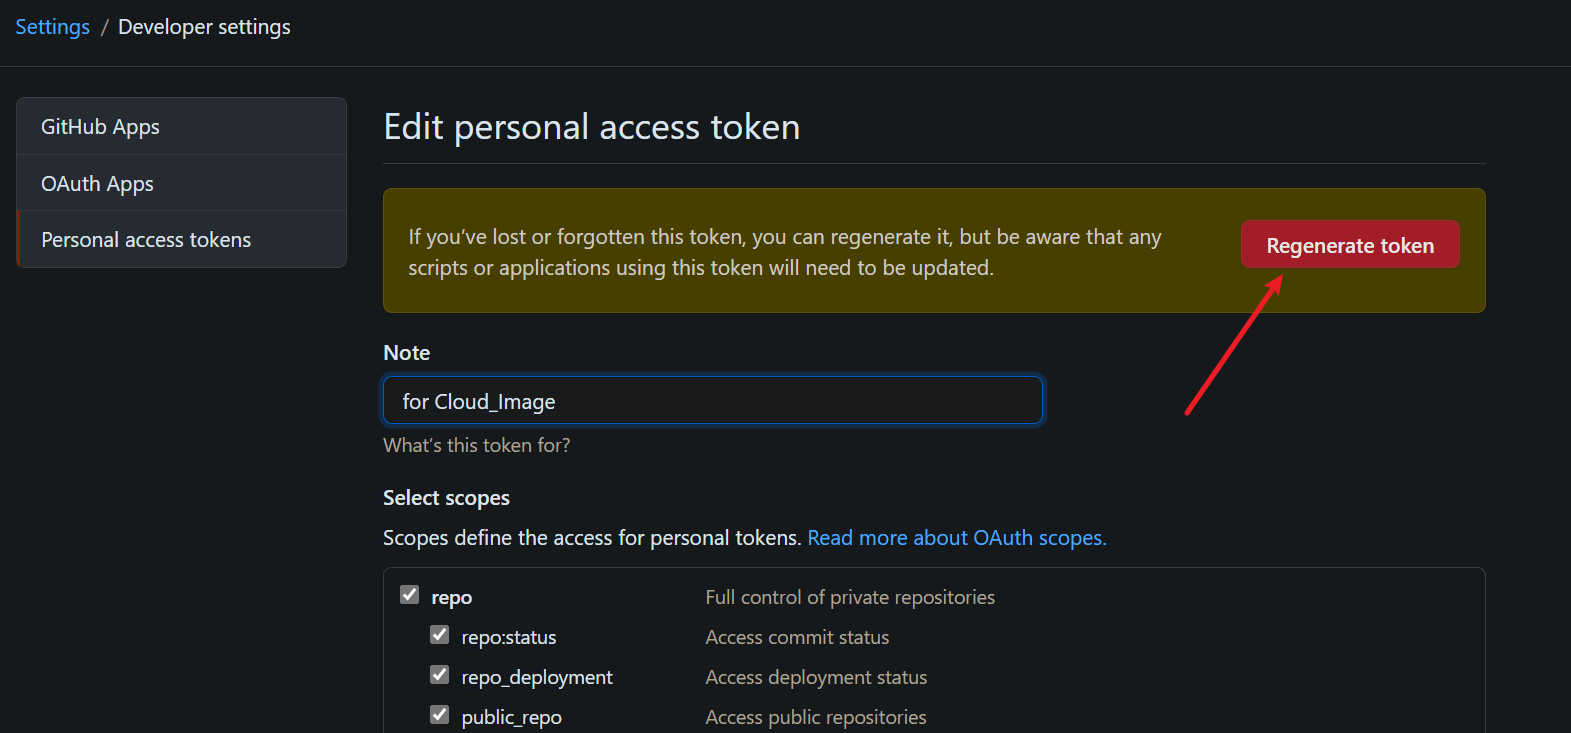 Settings / Developer settings
GitHub Apps
OAuth Apps
Personal access tokens
Edit personal access token
If you’ve lost or forgotten this token, you can regenerate it, but be aware that any
scripts or applications using this token will need to be updated.
Regenerate token
Note
for Cloud_Image
What’s this token for?
Select scopes
Scopes define the access for personal tokens. Read more about OAuth scopes.
repo Full control of private repositories
repo:status Access commit status
repo_deployment Access deployment status
public_repo Access public repositories